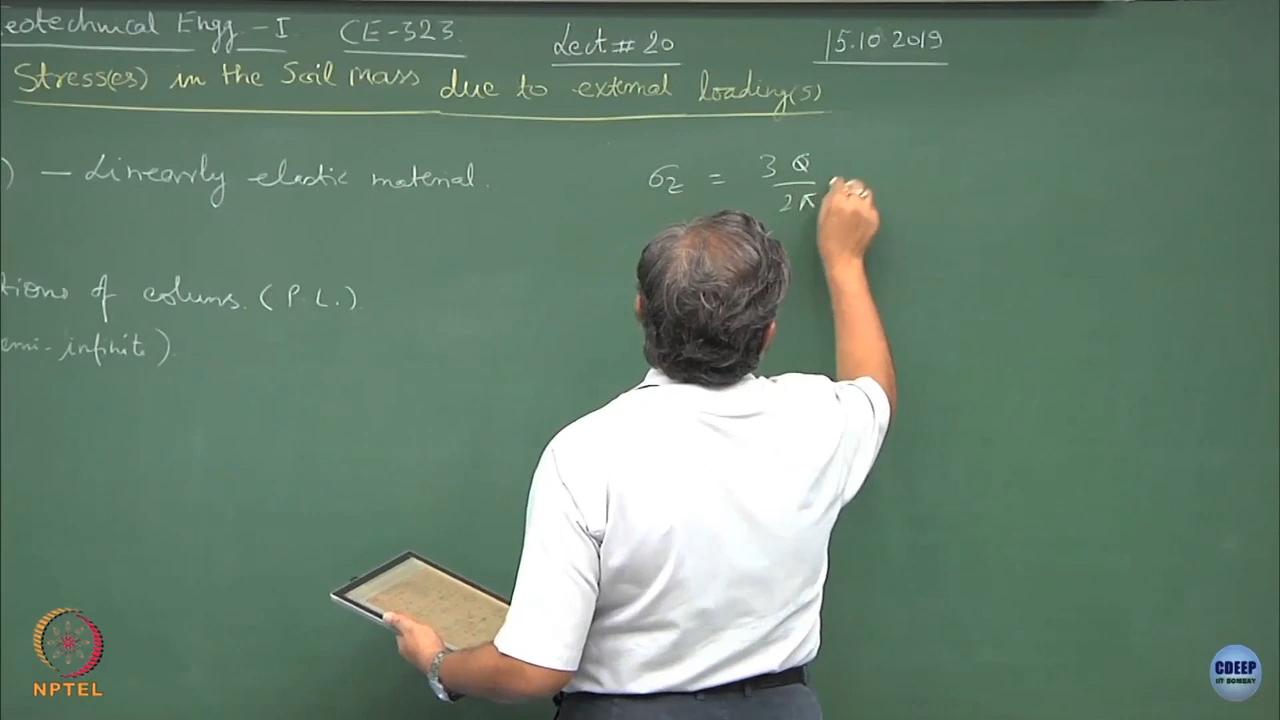 eotechnical Engg - I CE-323. Lect # 20 15.10.2019
Stress(es) in the Soil Mass due to external loading(s)
) - Linearly elastic material.
σz = 3 Q
2π
tions of colums. (P.L.).
emi-infinite)
NPTEL
CDEEP
IIT BOMBAY